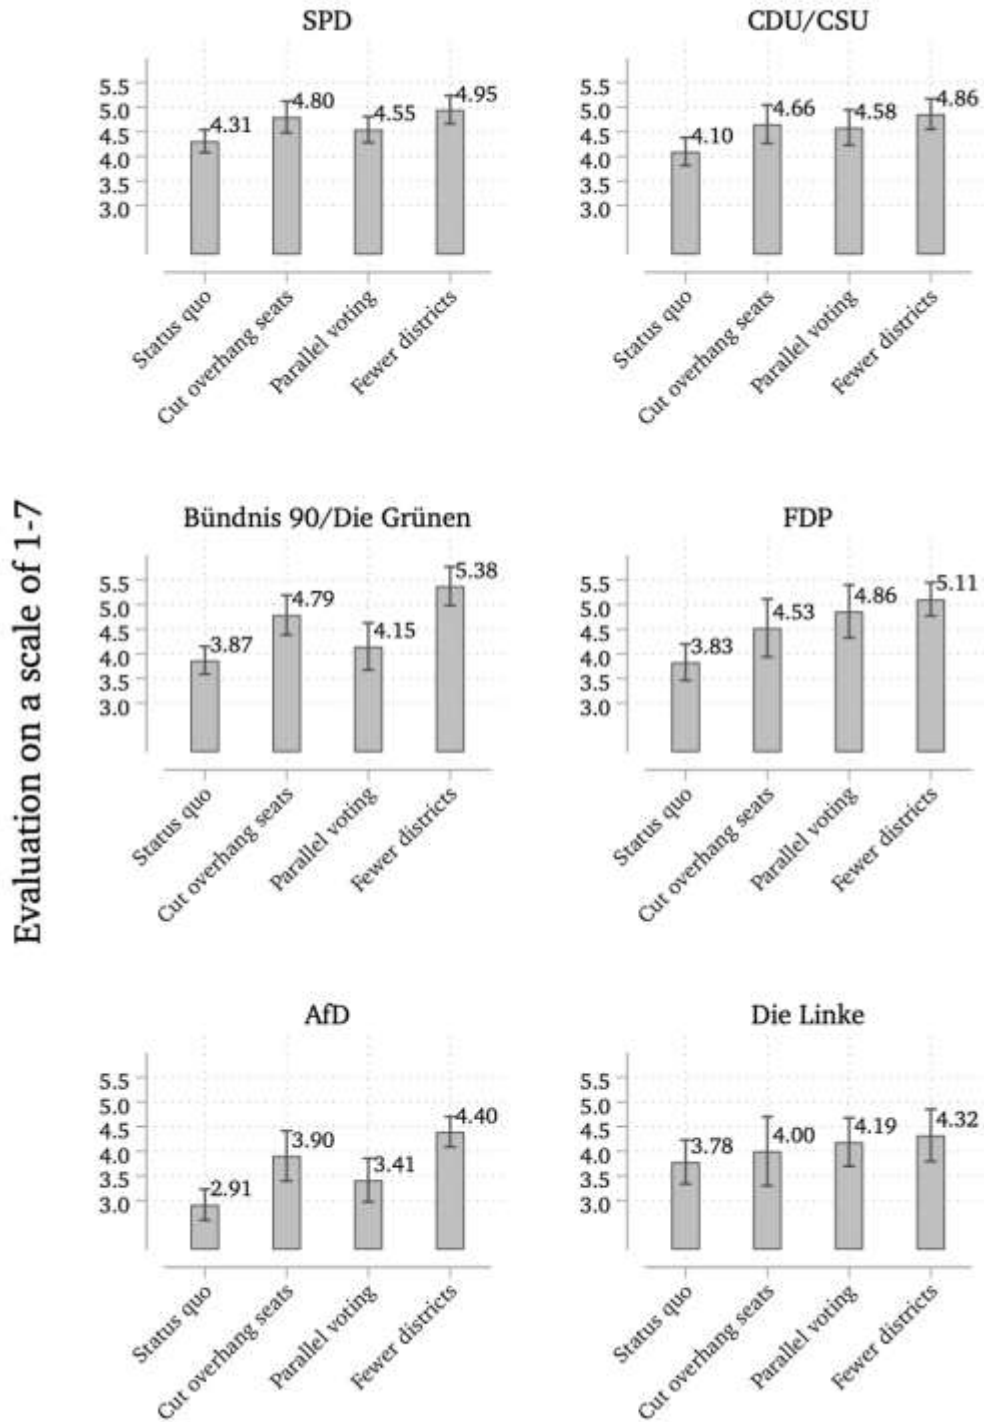 SPD
5.5
5.0
4.5
4.0
3.5
3.0
4.31
4.80
4.55
4.95
Status quo
Cut overhang seats
Parallel voting
Fewer districts
CDU/CSU
5.5
5.0
4.5
4.0
3.5
3.0
4.10
4.66
4.58
4.86
Status quo
Cut overhang seats
Parallel voting
Fewer districts
Evaluation on a scale of 1-7
Bündnis 90/Die Grünen
5.5
5.0
4.5
4.0
3.5
3.0
3.87
4.79
4.15
5.38
Status quo
Cut overhang seats
Parallel voting
Fewer districts
FDP
5.5
5.0
4.5
4.0
3.5
3.0
3.83
4.53
4.86
5.11
Status quo
Cut overhang seats
Parallel voting
Fewer districts
AfD
5.5
5.0
4.5
4.0
3.5
3.0
2.91
3.90
3.41
4.40
Status quo
Cut overhang seats
Parallel voting
Fewer districts
Die Linke
5.5
5.0
4.5
4.0
3.5
3.0
3.78
4.00
4.19
4.32
Status quo
Cut overhang seats
Parallel voting
Fewer districts